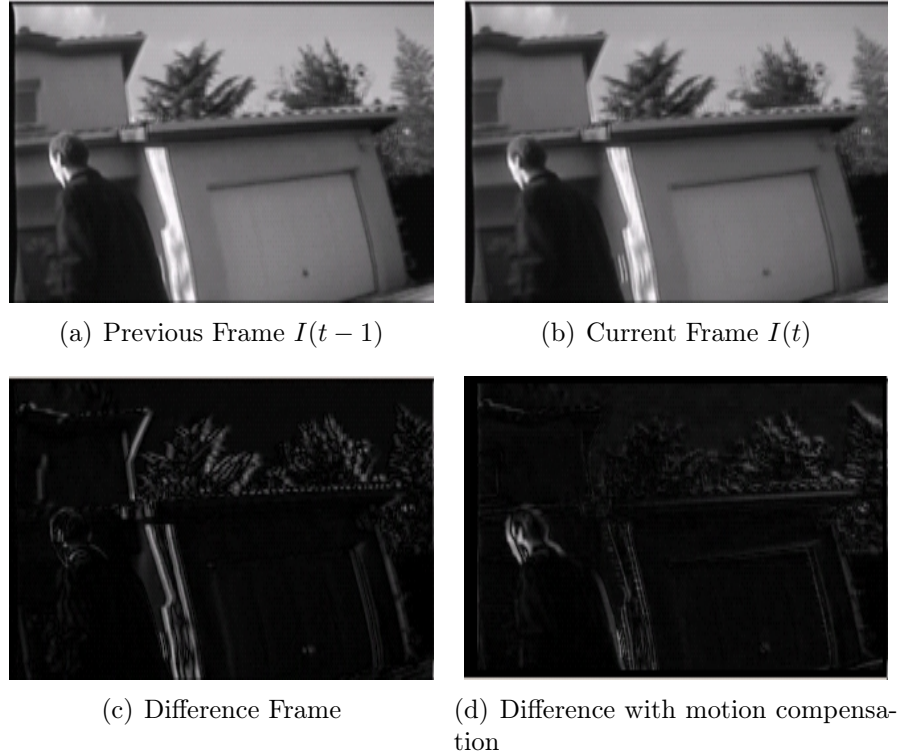 (a) Previous Frame I(t − 1)
(b) Current Frame I(t)
(c) Difference Frame
(d) Difference with motion compensa-
tion